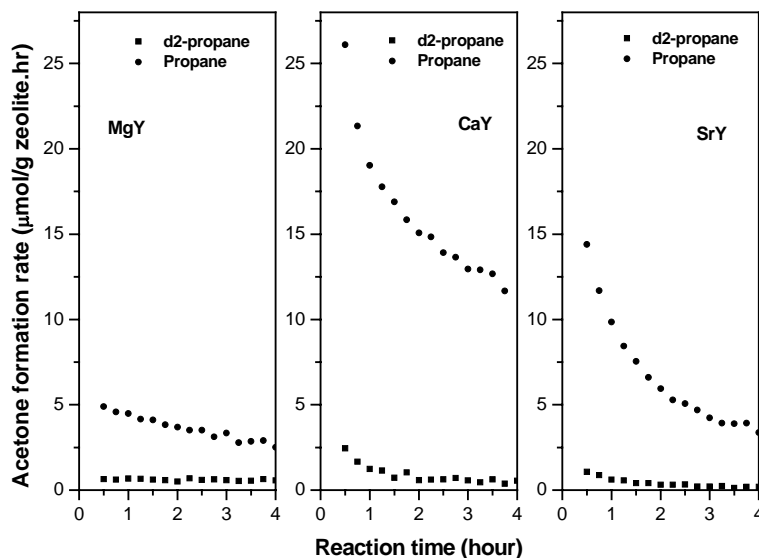 Acetone formation rate (μmol/g zeolite.hr)
d2-propane
Propane
MgY
25
20
15
10
5
0
0 1 2 3 4
d2-propane
Propane
CaY
25
20
15
10
5
0
0 1 2 3 4
d2-propane
Propane
SrY
25
20
15
10
5
0
0 1 2 3 4
Reaction time (hour)